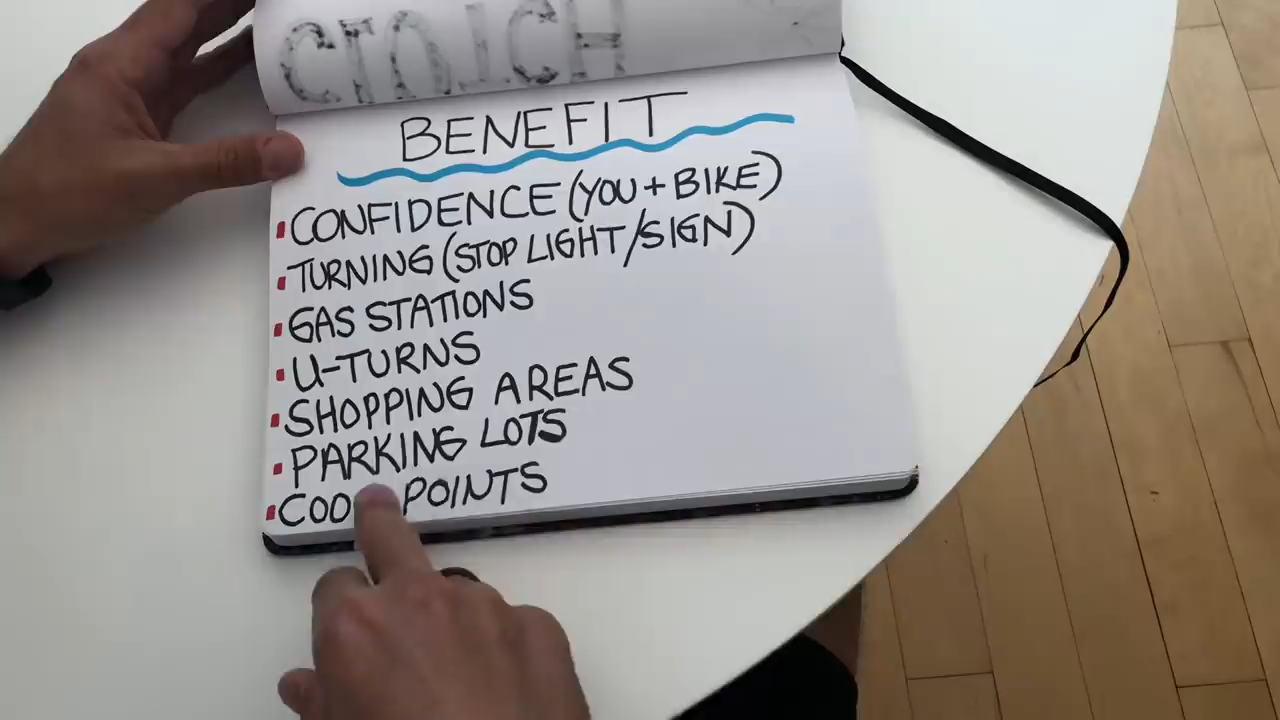 BENEFIT
CONFIDENCE (YOU + BIKE)
TURNING (STOP LIGHT/SIGN)
GAS STATIONS
U-TURNS
SHOPPING AREAS
PARKING LOTS
POINTS